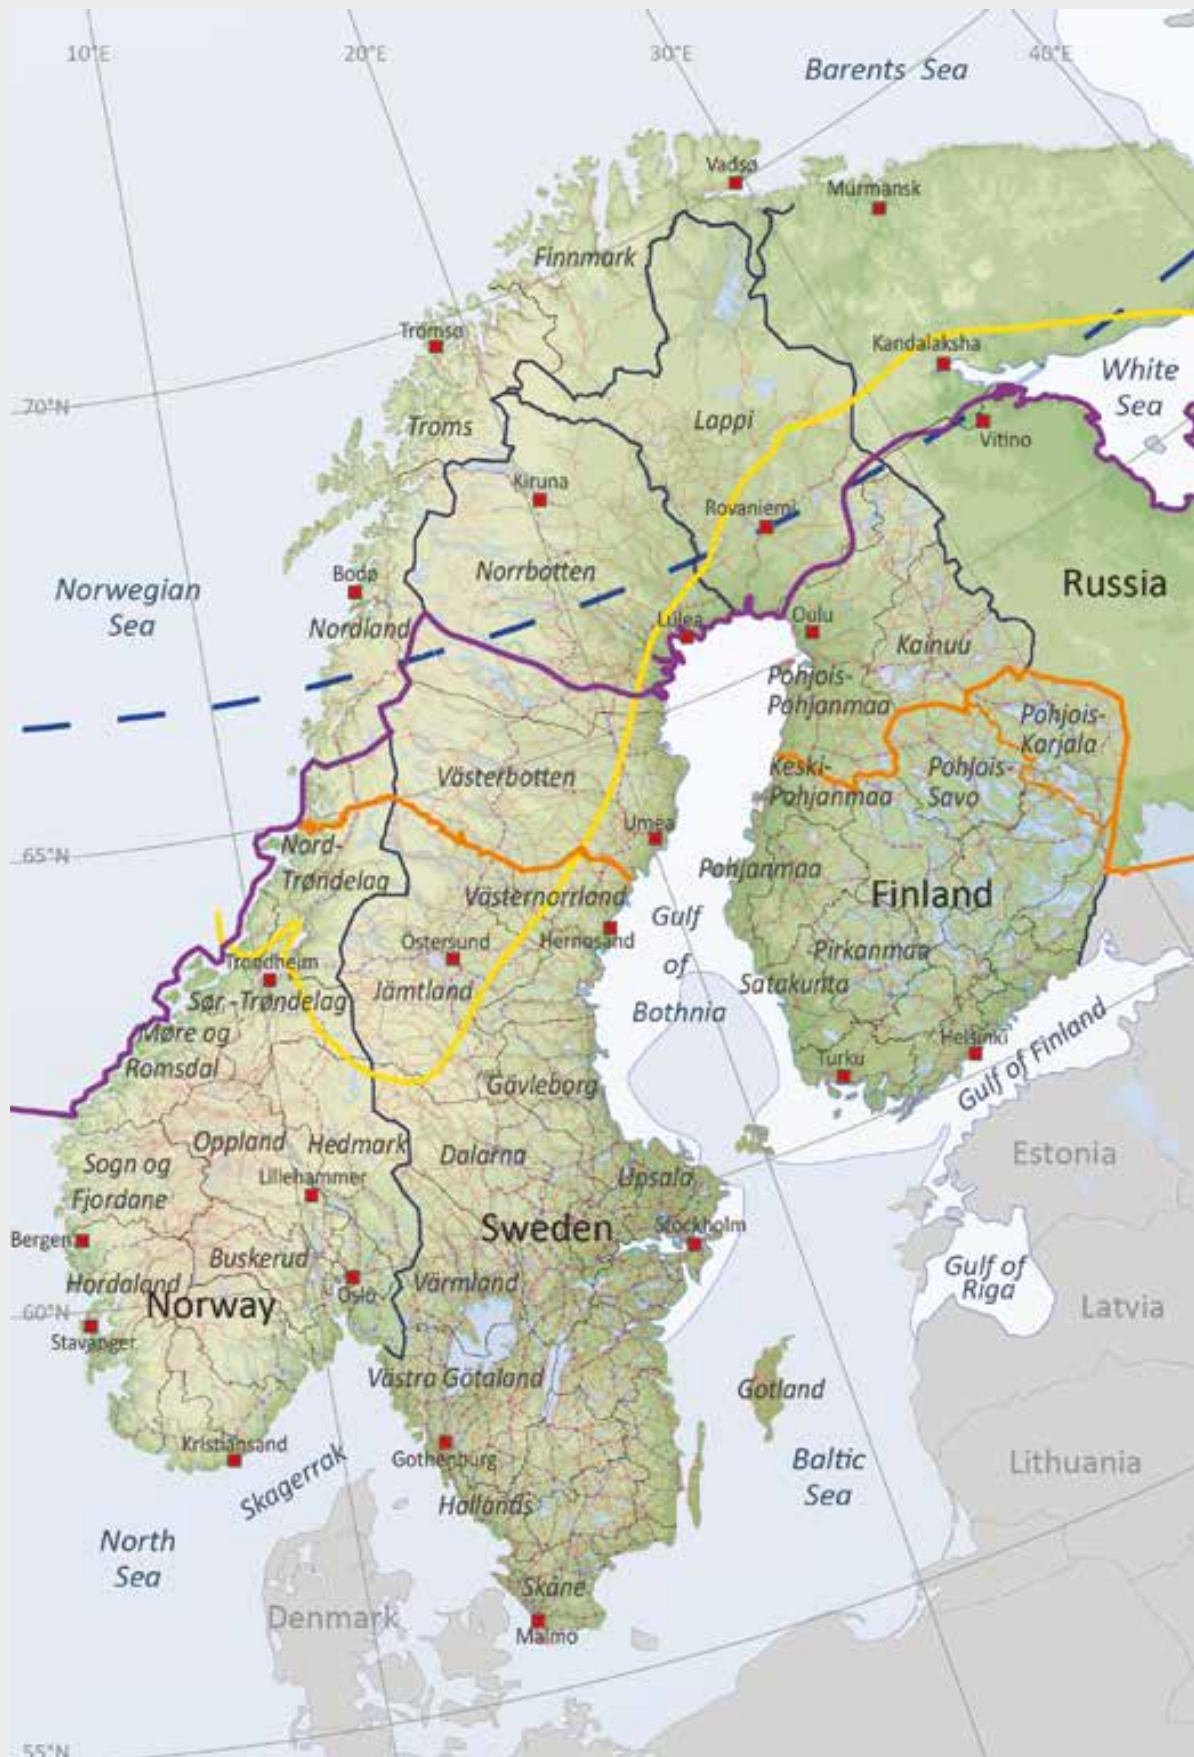 10°E
20°E
30°E
48°E
Barents Sea
Vadsø
Murmansk
Finnmark
Tromsø
Kandalaksha
White
Sea
70°N
Troms
Lappi
Vitino
Kiruna
Rovaniemi
Norwegian
Sea
Bodø
Norrbotten
Russia
Nordland
Lulea
Oulu
Kainuu
Pohjois-
Pohjanmaa
Pohjois-
Karjala
Västerbotten
Keski-
Pohjanmaa
Pohjois-
Savo
Umea
65°N
Nord-
Trøndelag
Pohjanmaa
Västernorrland
Finland
Gulf
of
Bothnia
Östersund
Hernosand
Pirkanmaa
Trondheim
Satakunta
Jämtland
Sør.-Trøndelag
Møre og
Romsdal
Helsinki
Turku
Gulf of Finland
Gävleborg
Oppland
Hedmark
Dalarna
Estonia
Sogn og
Fjordane
Lillehammer
Upsala
Sweden
Stockholm
Bergen
Buskerud
Hordaland
Oslo
Värmland
Gulf of
Riga
Norway
60°N
Latvia
Stavanger
Västra Götaland
Gotland
Kristiansand
Gothenburg
Skagerrak
Baltic
Sea
Lithuania
Hallands
North
Sea
Skåne
Denmark
Malmo
55°N